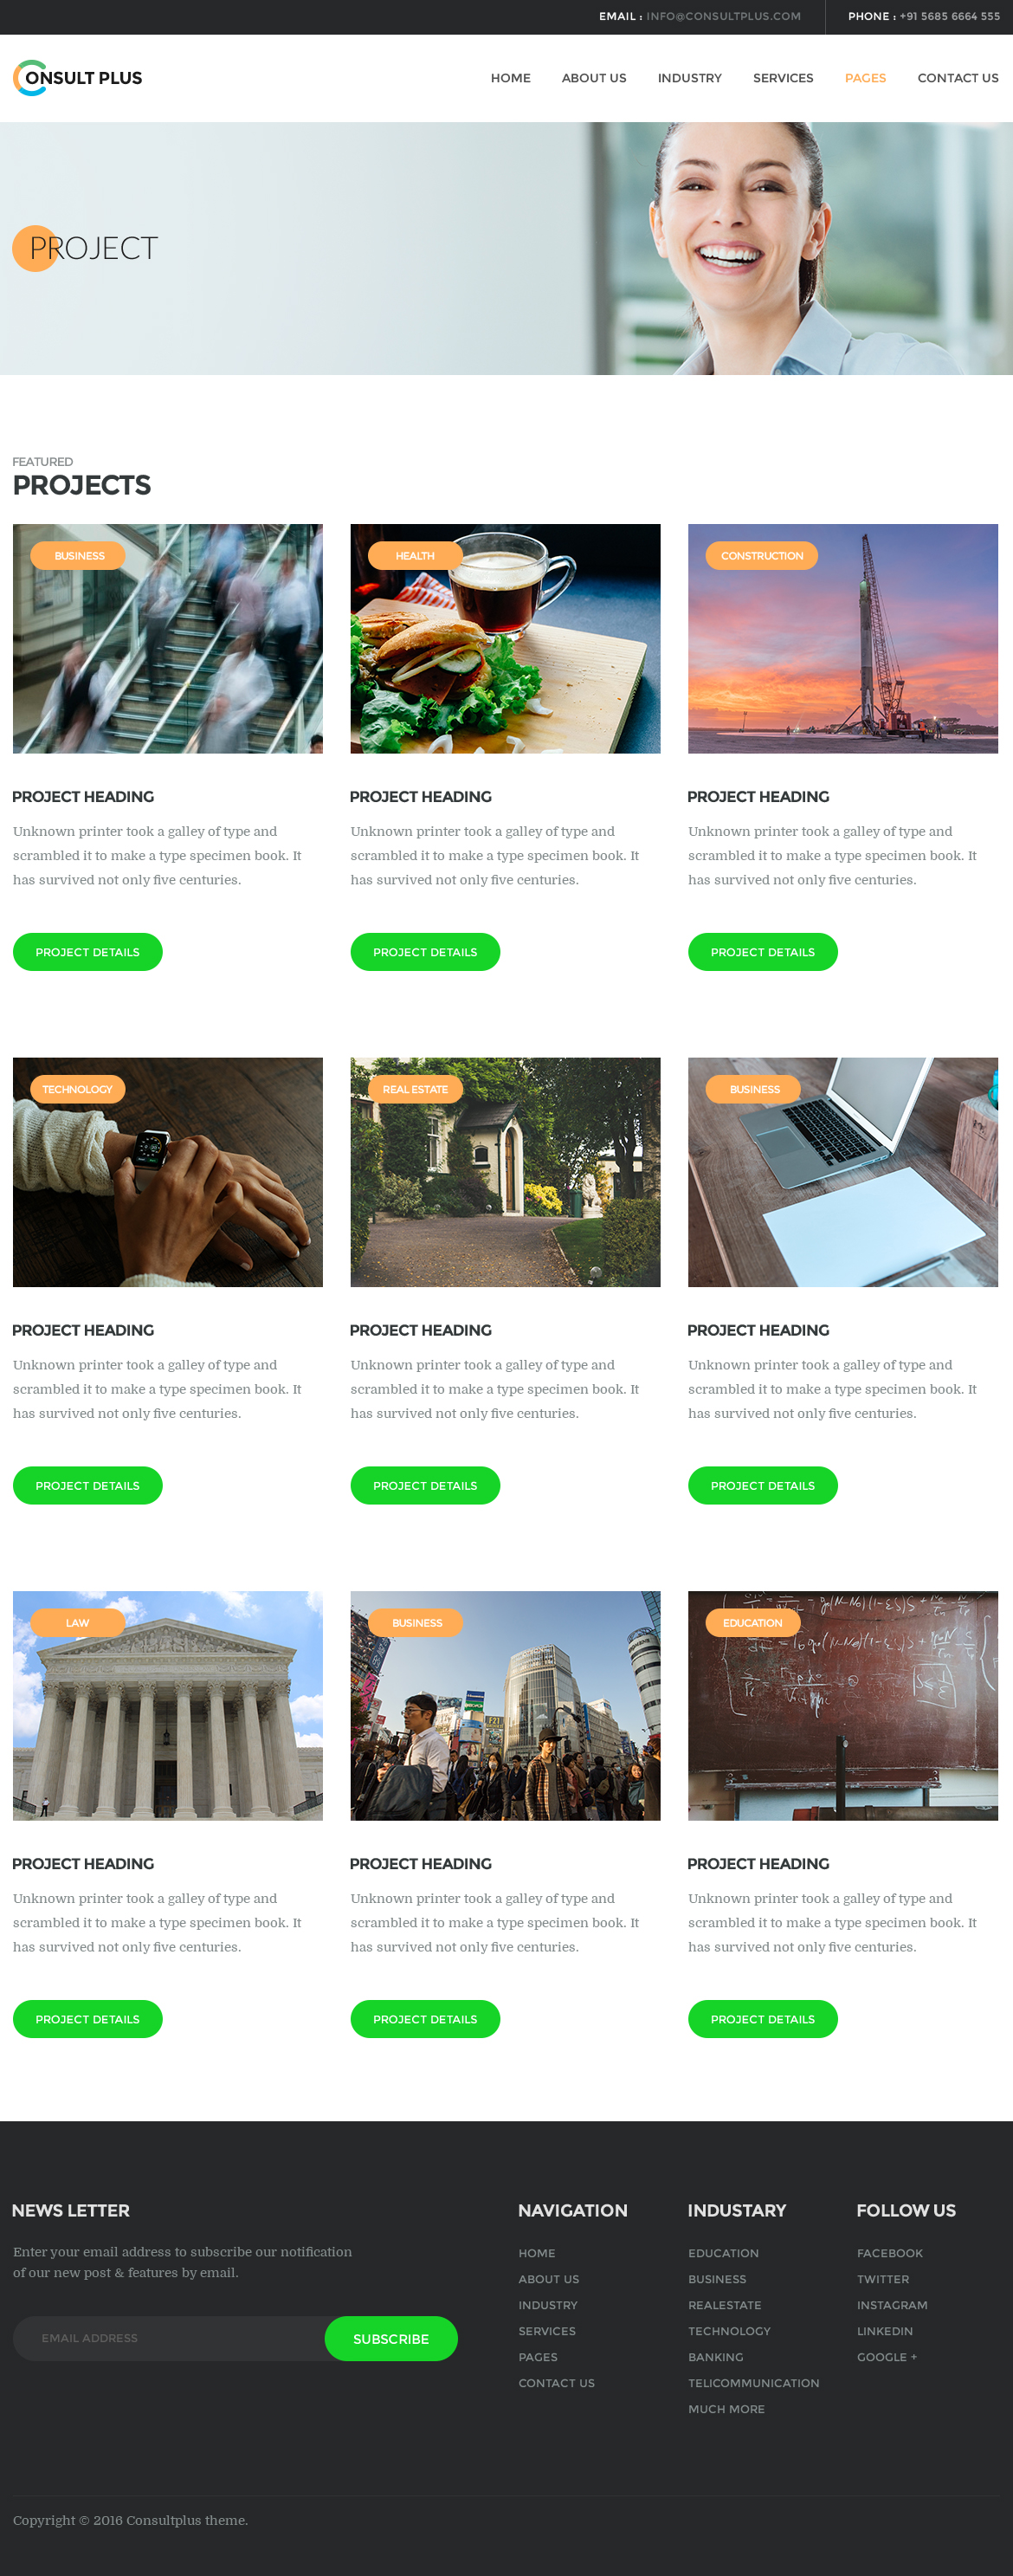 EMAIL : INFO@CONSULTPLUS.COM PHONE : +91 5685 6664 555
ONSULT PLUS
HOME ABOUT US INDUSTRY SERVICES PAGES CONTACT US
PROJECT
FEATURED
PROJECTS
BUSINESS HEALTH CONSTRUCTION
PROJECT HEADING PROJECT HEADING PROJECT HEADING
Unknown printer took a galley of type and
scrambled it to make a type specimen book. It
has survived not only five centuries.
Unknown printer took a galley of type and
scrambled it to make a type specimen book. It
has survived not only five centuries.
Unknown printer took a galley of type and
scrambled it to make a type specimen book. It
has survived not only five centuries.
PROJECT DETAILS PROJECT DETAILS PROJECT DETAILS
TECHNOLOGY REAL ESTATE BUSINESS
PROJECT HEADING PROJECT HEADING PROJECT HEADING
Unknown printer took a galley of type and
scrambled it to make a type specimen book. It
has survived not only five centuries.
Unknown printer took a galley of type and
scrambled it to make a type specimen book. It
has survived not only five centuries.
Unknown printer took a galley of type and
scrambled it to make a type specimen book. It
has survived not only five centuries.
PROJECT DETAILS PROJECT DETAILS PROJECT DETAILS
LAW BUSINESS EDUCATION
PROJECT HEADING PROJECT HEADING PROJECT HEADING
Unknown printer took a galley of type and
scrambled it to make a type specimen book. It
has survived not only five centuries.
Unknown printer took a galley of type and
scrambled it to make a type specimen book. It
has survived not only five centuries.
Unknown printer took a galley of type and
scrambled it to make a type specimen book. It
has survived not only five centuries.
PROJECT DETAILS PROJECT DETAILS PROJECT DETAILS
NEWS LETTER
Enter your email address to subscribe our notification
of our new post & features by email.
EMAIL ADDRESS SUBSCRIBE
NAVIGATION
HOME
ABOUT US
INDUSTRY
SERVICES
PAGES
CONTACT US
INDUSTARY
EDUCATION
BUSINESS
REALESTATE
TECHNOLOGY
BANKING
TELICOMMUNICATION
MUCH MORE
FOLLOW US
FACEBOOK
TWITTER
INSTAGRAM
LINKEDIN
GOOGLE +
Copyright © 2016 Consultplus theme.